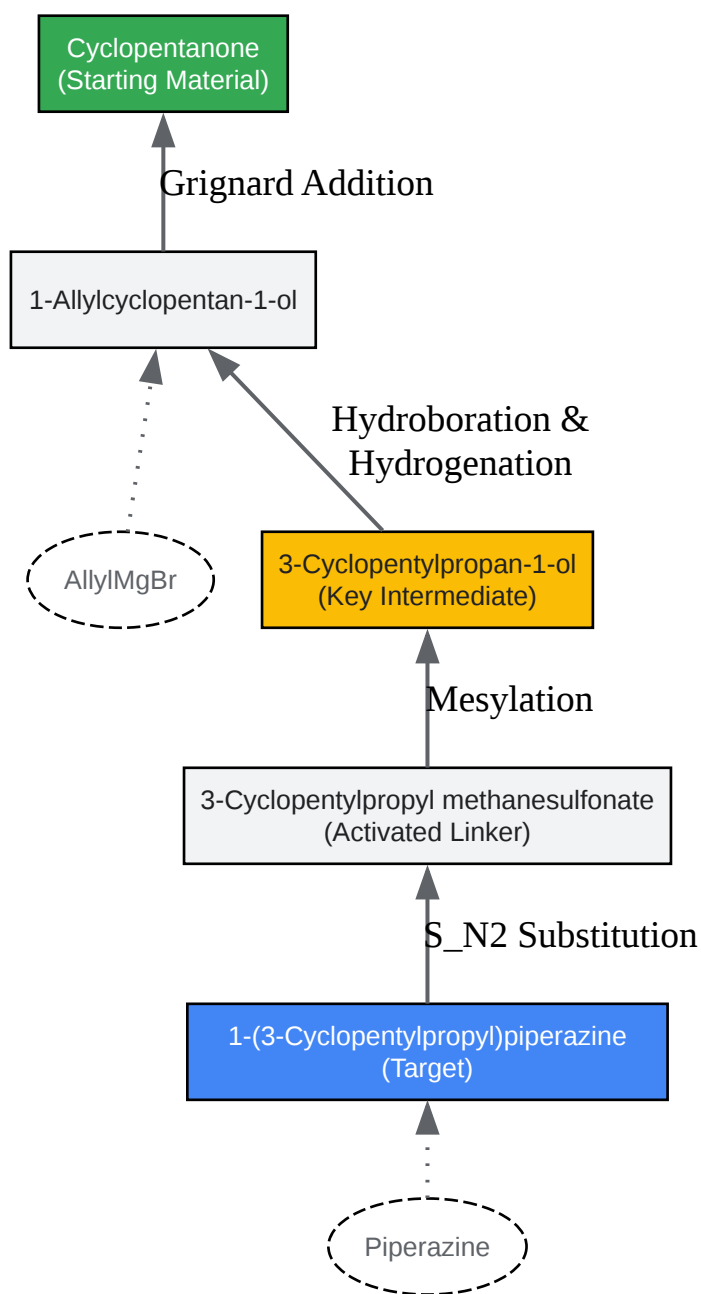 Cyclopentanone
(Starting Material)
Grignard Addition
1-Allylcyclopentan-1-ol
Hydroboration &
Hydrogenation
AllylMgBr
3-Cyclopentylpropan-1-ol
(Key Intermediate)
Mesylation
3-Cyclopentylpropyl methanesulfonate
(Activated Linker)
S_N2 Substitution
1-(3-Cyclopentylpropyl)piperazine
(Target)
Piperazine